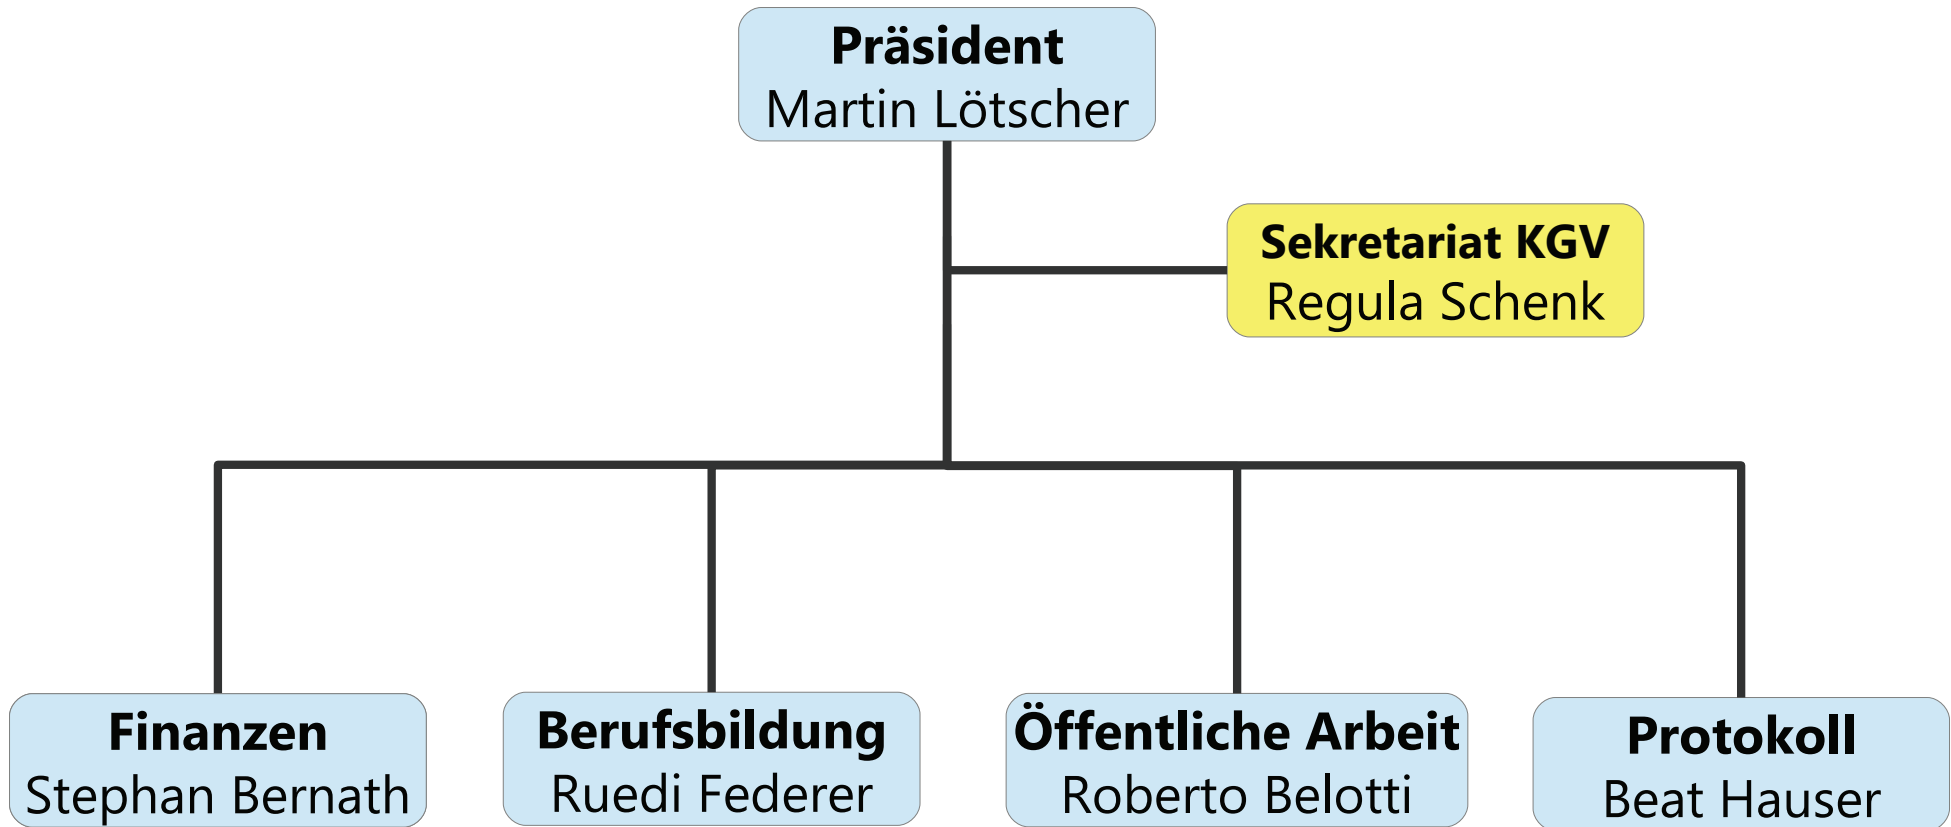 Präsident
Martin Lötscher
Sekretariat KGV
Regula Schenk
Finanzen
Stephan Bernath
Berufsbildung
Ruedi Federer
Öffentliche Arbeit
Roberto Belotti
Protokoll
Beat Hauser